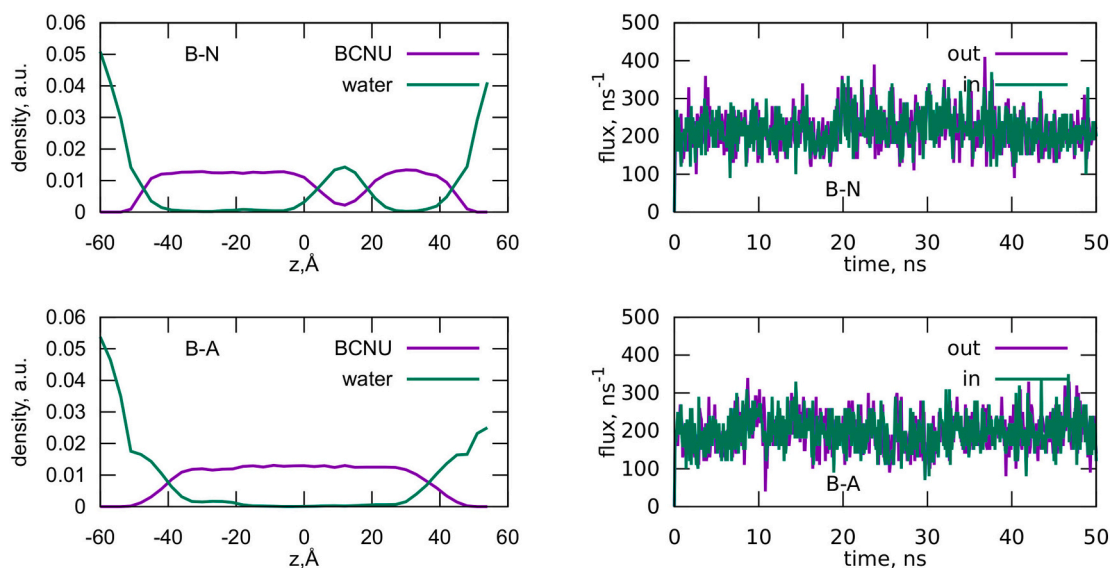 0.06
0.05
0.04
0.03
0.02
0.01
0
density, a.u.
B-N
BCNU
water
-60 -40 -20 0 20 40 60
z,Å
500
400
300
200
100
0
flux, ns-1
out
in
B-N
0 10 20 30 40 50
time, ns
0.06
0.05
0.04
0.03
0.02
0.01
0
density, a.u.
B-A
BCNU
water
-60 -40 -20 0 20 40 60
z,Å
500
400
300
200
100
0
flux, ns-1
out
in
B-A
0 10 20 30 40 50
time, ns